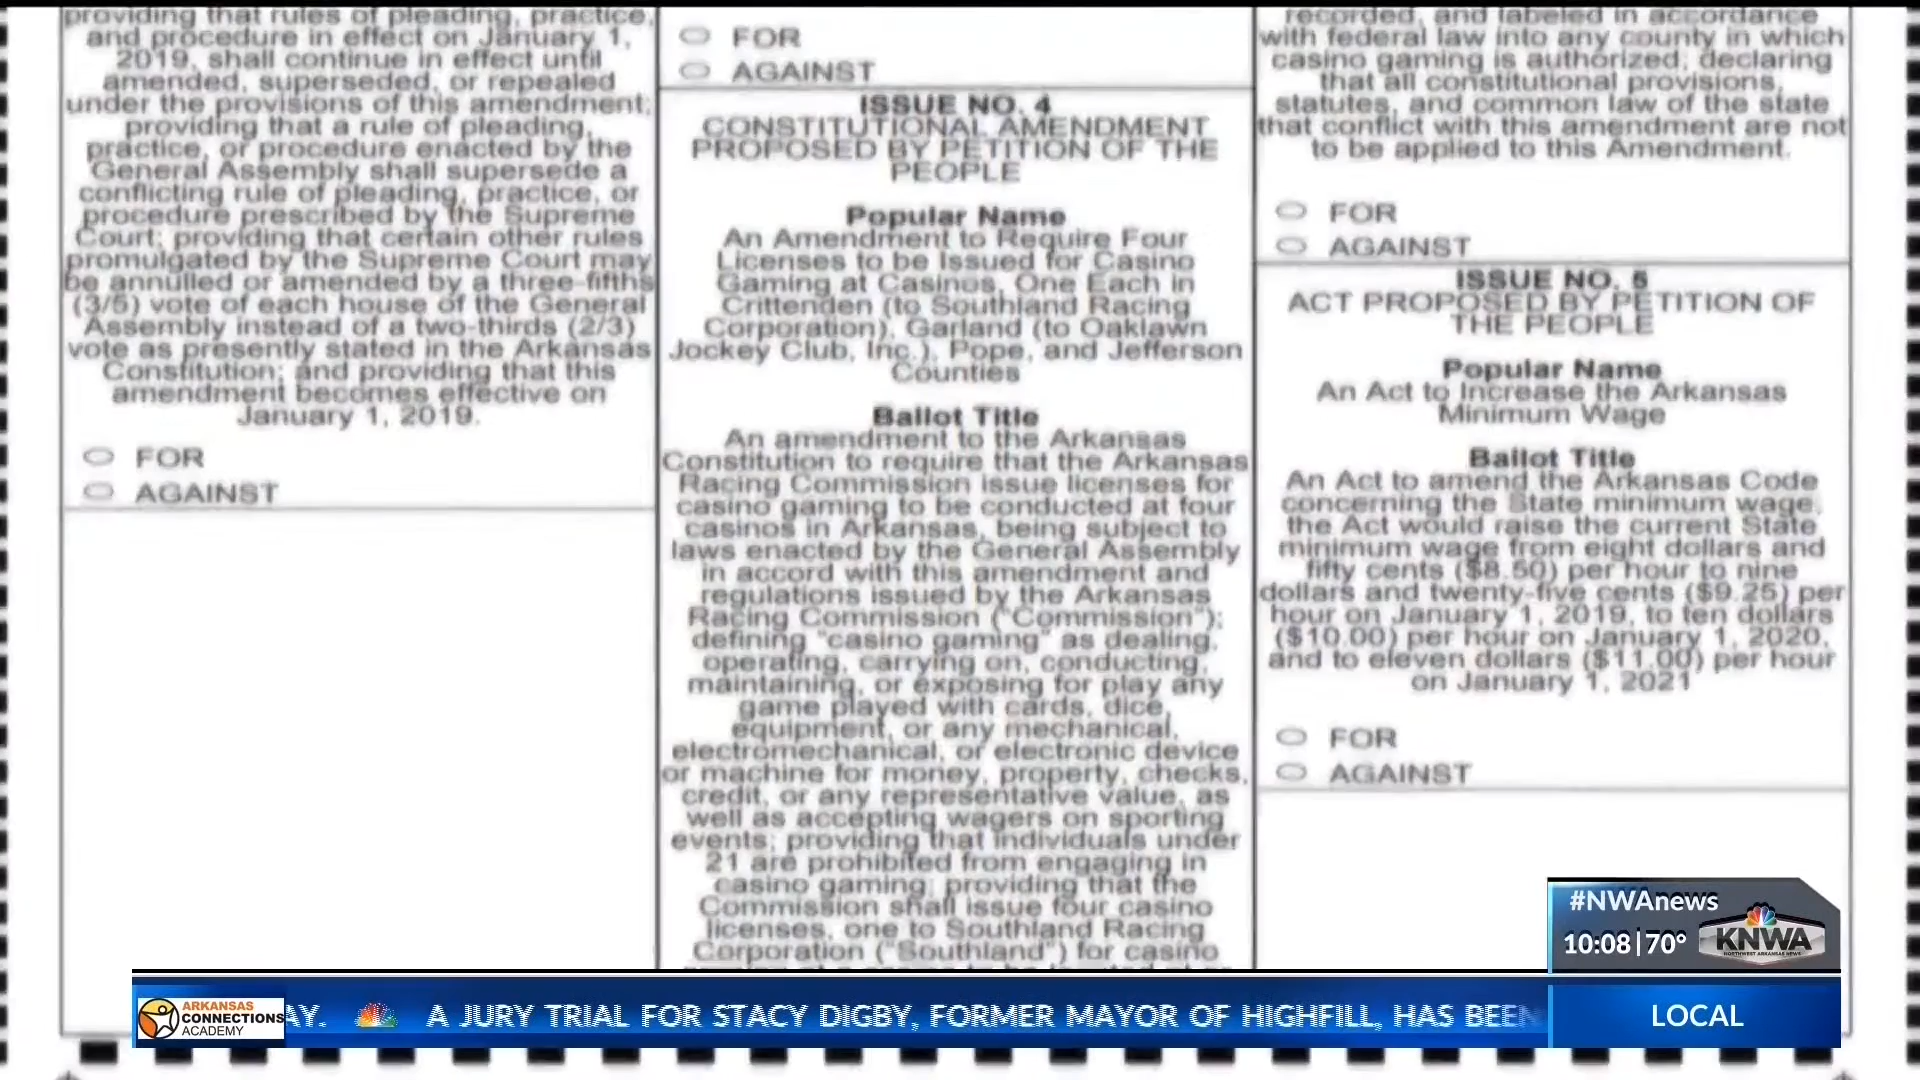 providing that rules of pleading, practice,
and procedure in effect on January 1,
2019, shall continue in effect until
amended, superseded, or repealed
under the provisions of this amendment;
providing that a rule of pleading,
practice, or procedure enacted by the
General Assembly shall supersede a
conflicting rule of pleading, practice, or
procedure prescribed by the Supreme
Court; providing that certain other rules
promulgated by the Supreme Court may
be annulled or amended by a three-fifths
(3/5) vote of each house of the General
Assembly instead of a two-thirds (2/3)
vote as presently stated in the Arkansas
Constitution; and providing that this
amendment becomes effective on
January 1, 2019.
FOR
AGAINST
FOR
AGAINST
ISSUE NO. 4
CONSTITUTIONAL AMENDMENT
PROPOSED BY PETITION OF THE
PEOPLE
Popular Name
An Amendment to Require Four
Licenses to be Issued for Casino
Gaming at Casinos, One Each in
Crittenden (to Southland Racing
Corporation), Garland (to Oaklawn
Jockey Club, Inc.), Pope, and Jefferson
Counties
Ballot Title
An amendment to the Arkansas
Constitution to require that the Arkansas
Racing Commission issue licenses for
casino gaming to be conducted at four
casinos in Arkansas, being subject to
laws enacted by the General Assembly
in accord with this amendment and
regulations issued by the Arkansas
Racing Commission ("Commission");
defining "casino gaming" as dealing,
operating, carrying on, conducting,
maintaining, or exposing for play any
game played with cards, dice,
equipment, or any mechanical,
electromechanical, or electronic device
or machine for money, property, checks,
credit, or any representative value, as
well as accepting wagers on sporting
events; providing that individuals under
21 are prohibited from engaging in
casino gaming; providing that the
Commission shall issue four casino
licenses, one to Southland Racing
Corporation ("Southland") for casino
recorded, and labeled in accordance
with federal law into any county in which
casino gaming is authorized; declaring
that all constitutional provisions,
statutes, and common law of the state
that conflict with this amendment are not
to be applied to this Amendment.
FOR
AGAINST
ISSUE NO. 5
ACT PROPOSED BY PETITION OF
THE PEOPLE
Popular Name
An Act to Increase the Arkansas
Minimum Wage
Ballot Title
An Act to amend the Arkansas Code
concerning the State minimum wage,
the Act would raise the current State
minimum wage from eight dollars and
fifty cents ($8.50) per hour to nine
dollars and twenty-five cents ($9.25) per
hour on January 1, 2019, to ten dollars
($10.00) per hour on January 1, 2020,
and to eleven dollars ($11.00) per hour
on January 1, 2021
FOR
AGAINST
#NWAnews
10:08 | 70°
KNWA
NORTHWEST ARKANSAS NEWS
ARKANSAS
CONNECTIONS
ACADEMY
AY. A JURY TRIAL FOR STACY DIGBY, FORMER MAYOR OF HIGHFILL, HAS BEEN
LOCAL